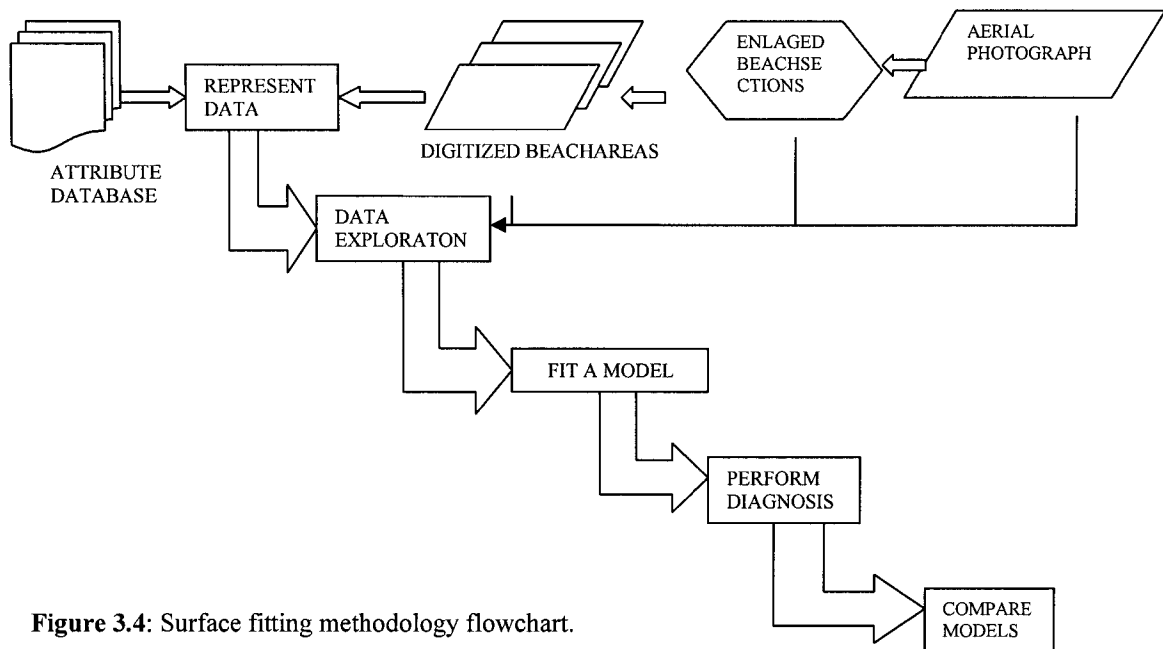 ENLAGED
BEACHSE
CTIONS
AERIAL
PHOTOGRAPH
REPRESENT
DATA
DIGITIZED BEACHAREAS
ATTRIBUTE
DATABASE
DATA
EXPLORATON
FIT A MODEL
PERFORM
DIAGNOSIS
COMPARE
MODELS
Figure 3.4: Surface fitting methodology flowchart.